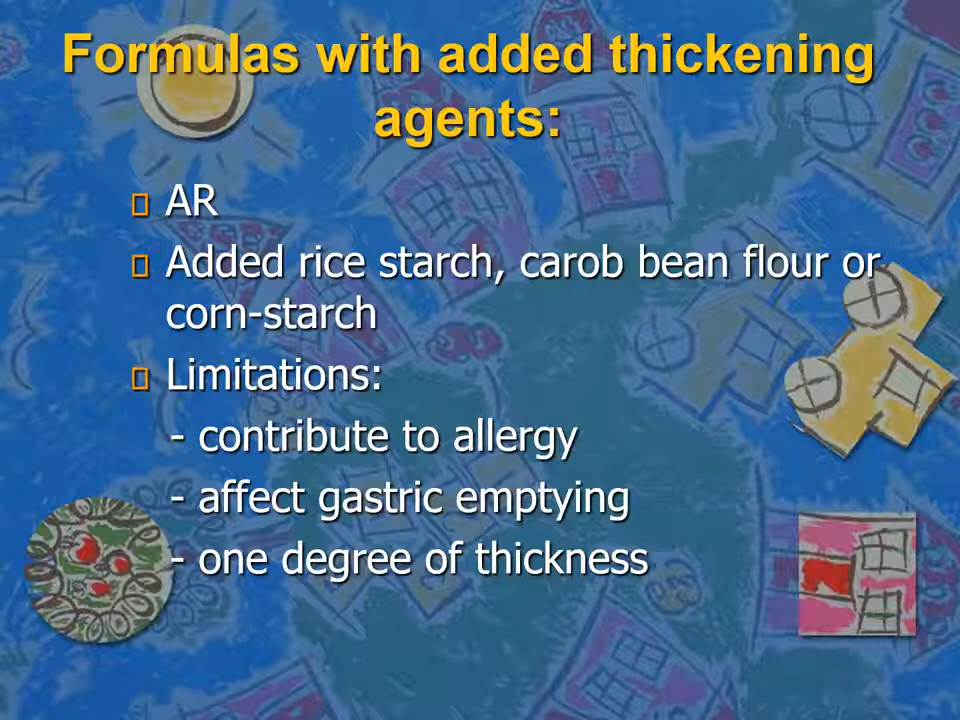 Formulas with added thickening
agents:
AR
Added rice starch, carob bean flour or
corn-starch
Limitations:
- contribute to allergy
- affect gastric emptying
- one degree of thickness